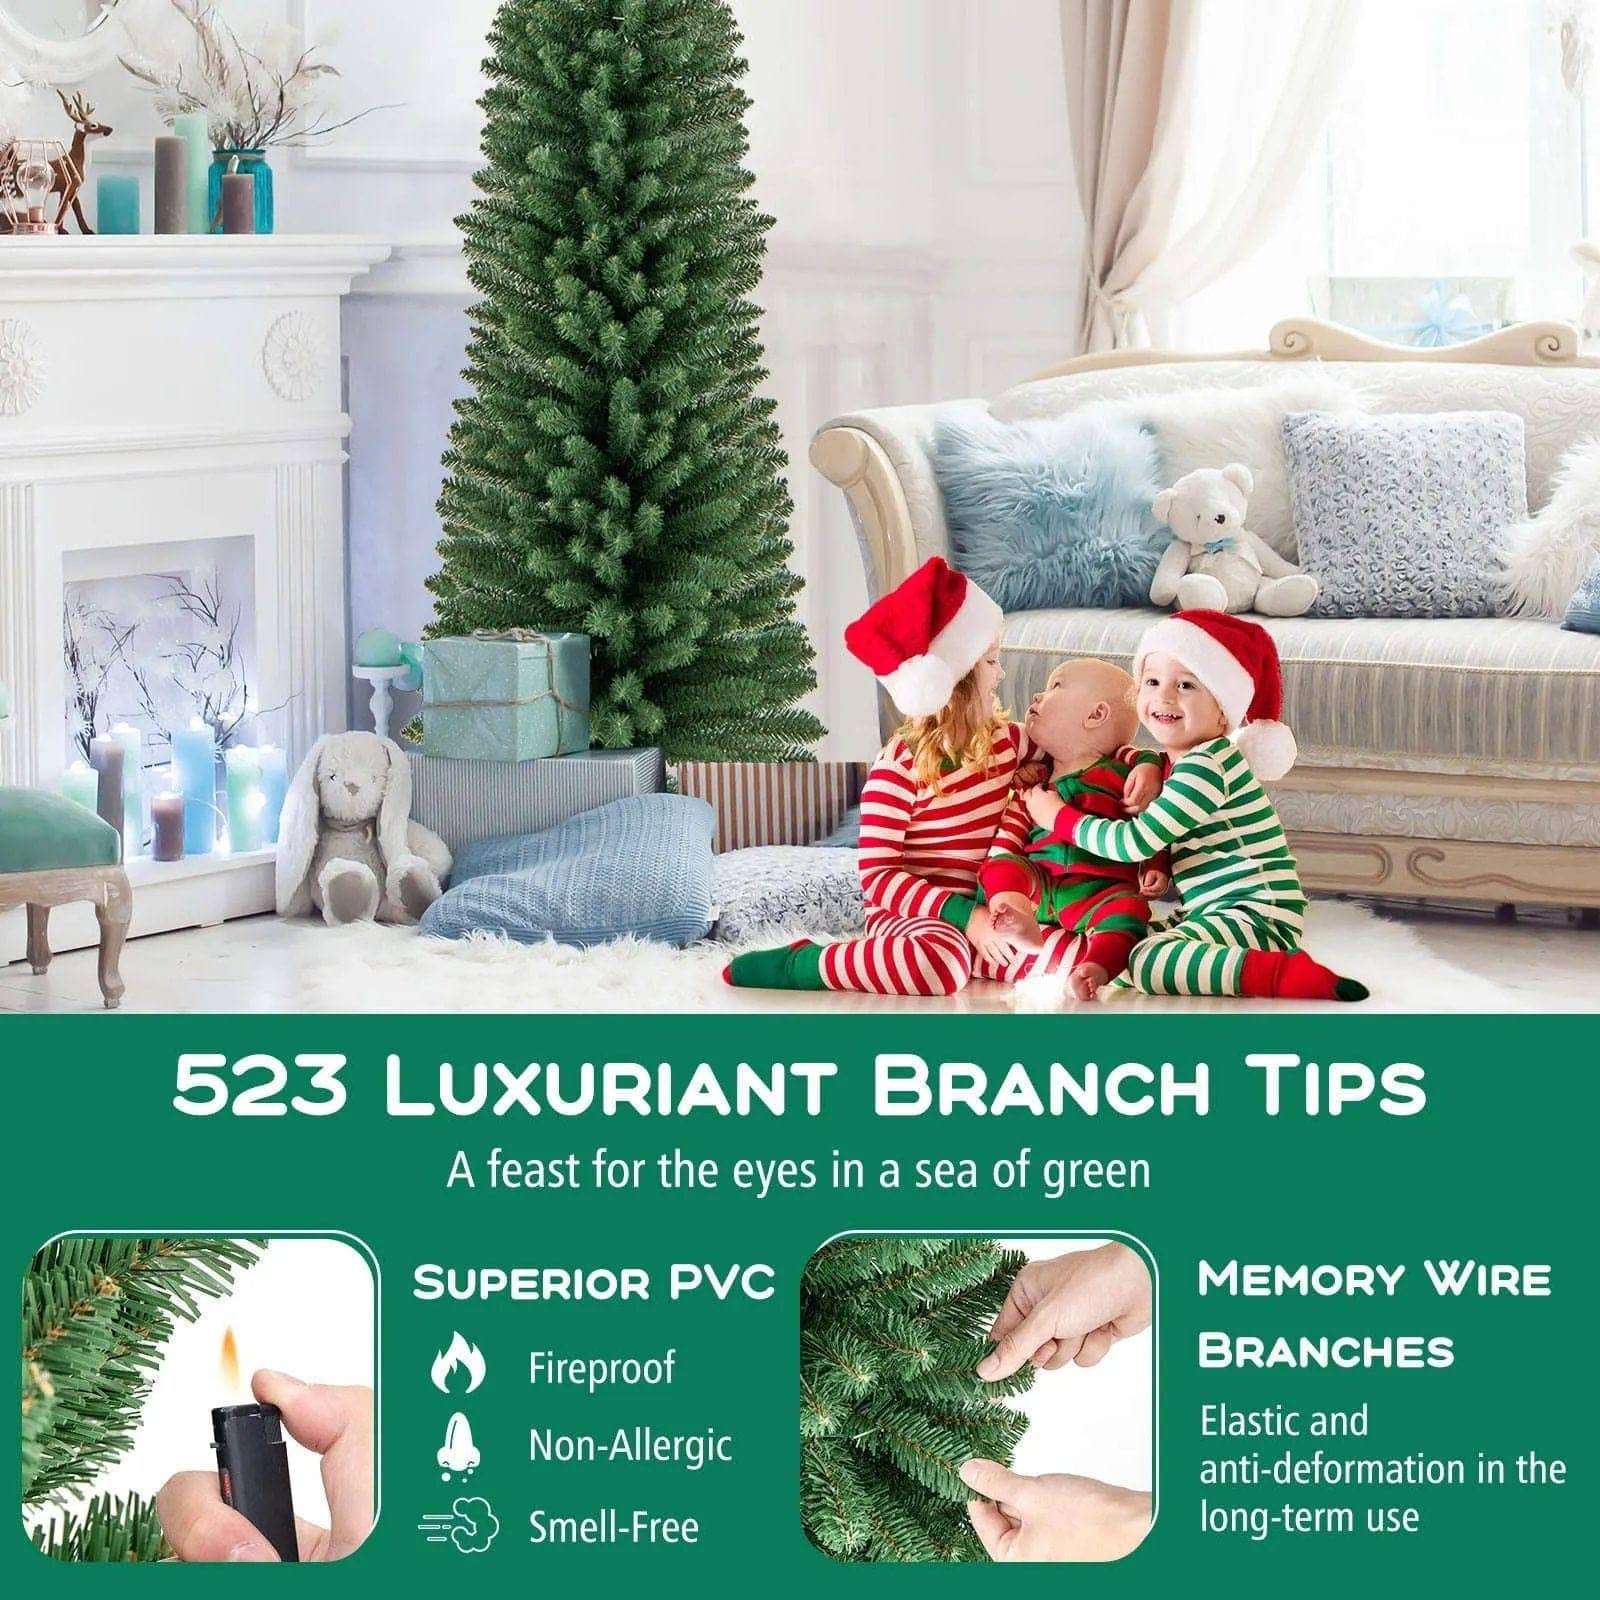 523 LUXURIANT BRANCH TIPS
A feast for the eyes in a sea of green
SUPERIOR PVC
Fireproof
Non-Allergic
Smell-Free
MEMORY WIRE
BRANCHES
Elastic and
anti-deformation in the
long-term use